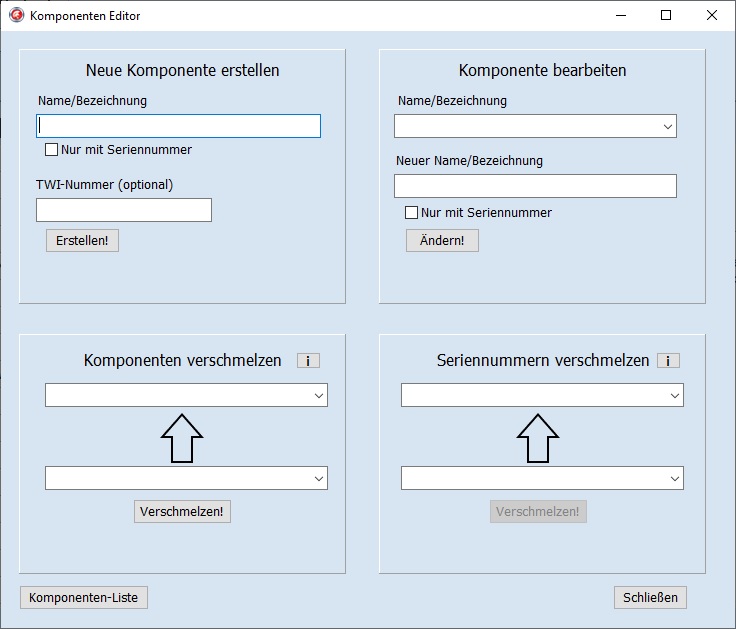 Komponenten Editor
Neue Komponente erstellen
Name/Bezeichnung
Nur mit Seriennummer
TWI-Nummer (optional)
Erstellen!
Komponente bearbeiten
Name/Bezeichnung
Neuer Name/Bezeichnung
Nur mit Seriennummer
Ändern!
Komponenten verschmelzen i
Verschmelzen!
Seriennummern verschmelzen i
Verschmelzen!
Komponenten-Liste
Schließen